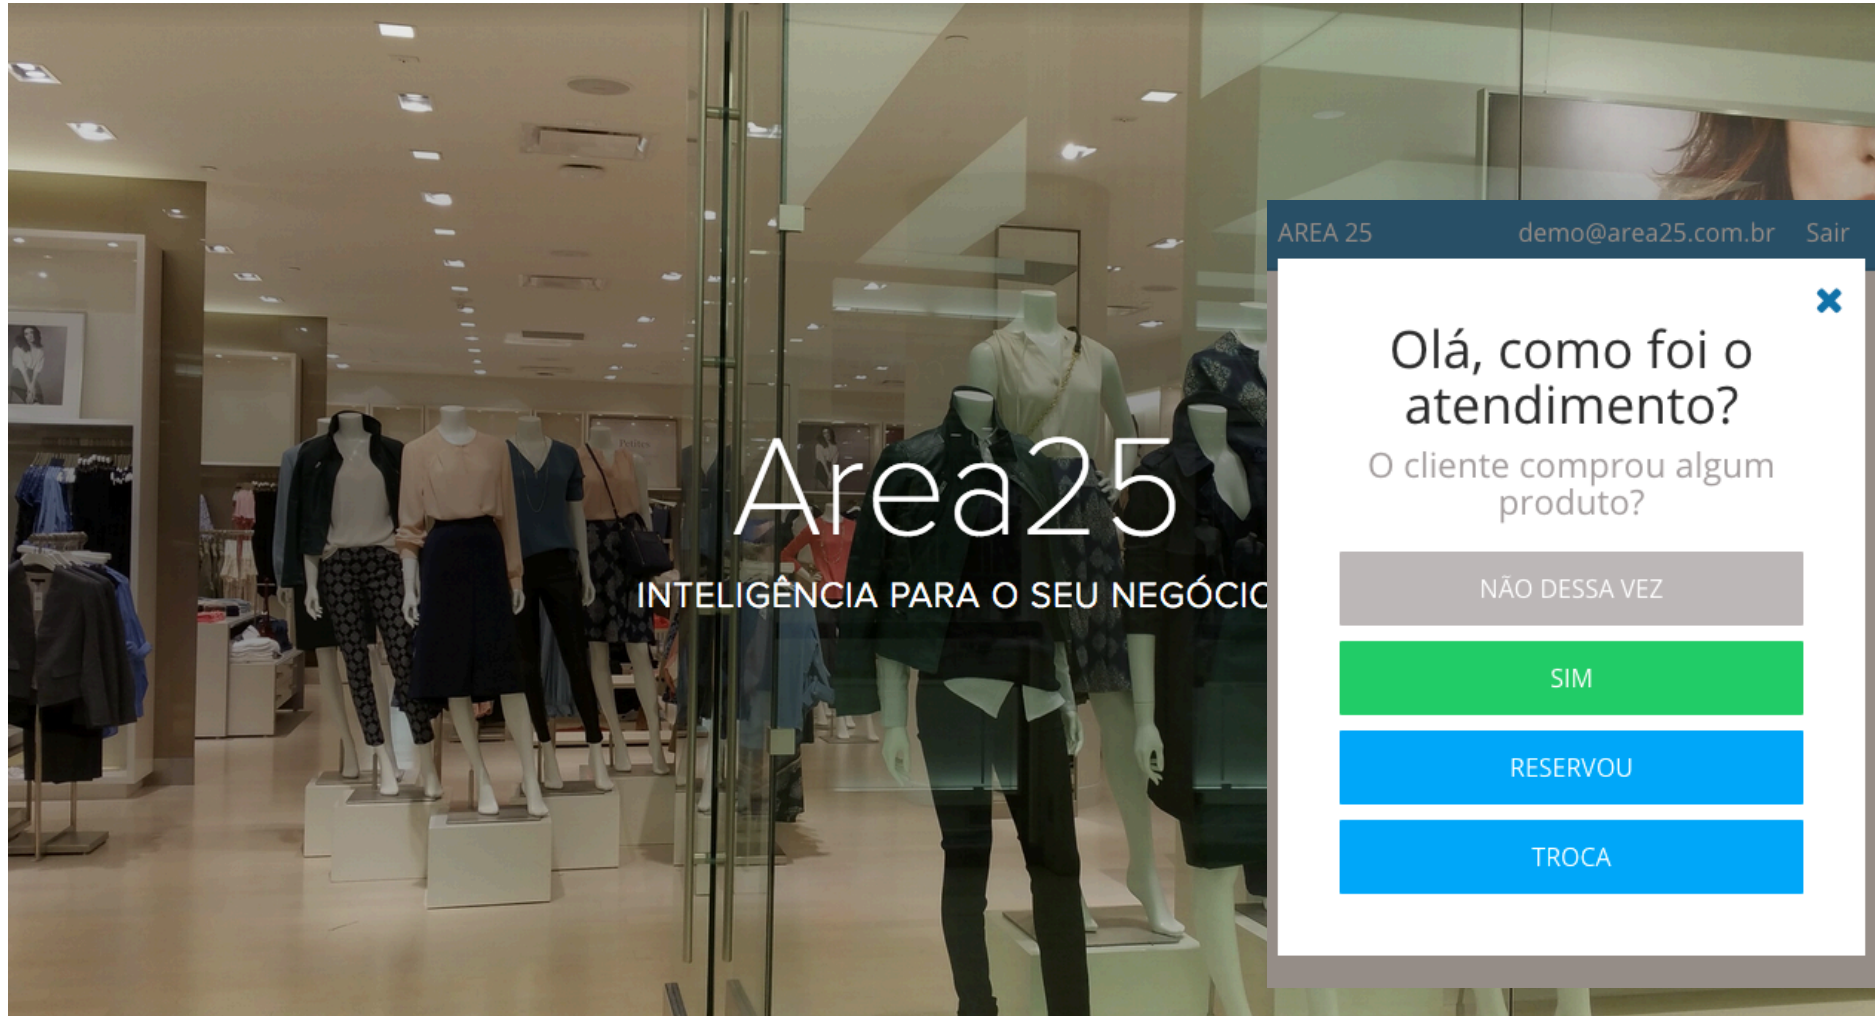 Petites
Area25
INTELIGÊNCIA PARA O SEU NEGÓCIO
AREA 25 demo@area25.com.br Sair
Olá, como foi o
atendimento?
O cliente comprou algum
produto?
NÃO DESSA VEZ
SIM
RESERVOU
TROCA